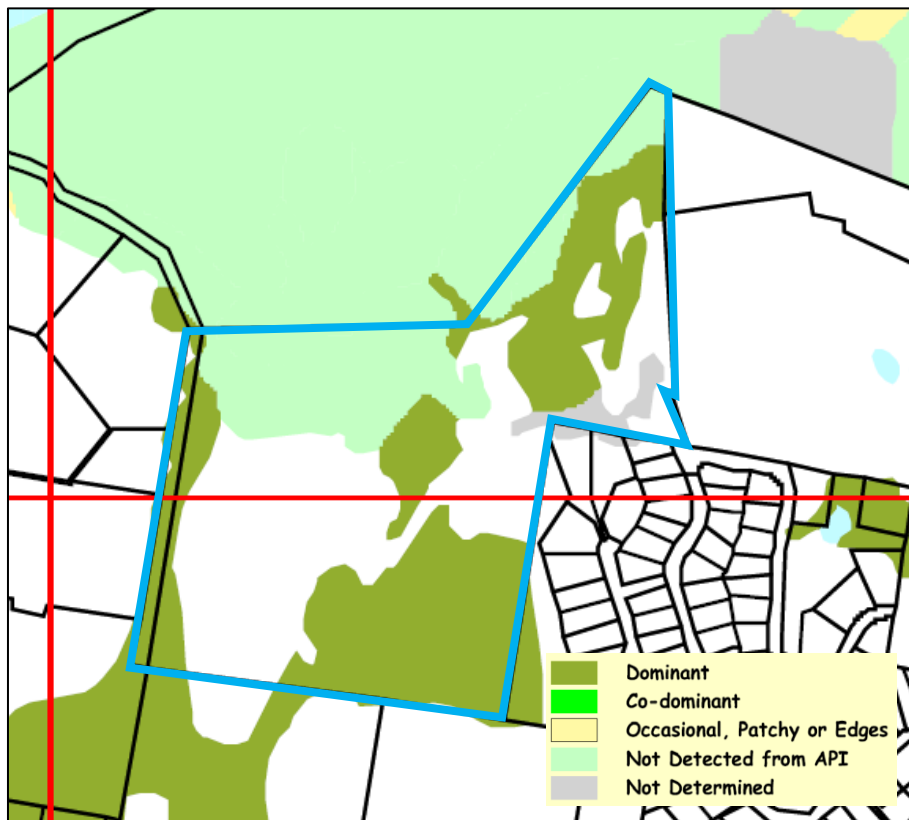 Dominant
Co-dominant
Occasional, Patchy or Edges
Not Detected from API
Not Determined